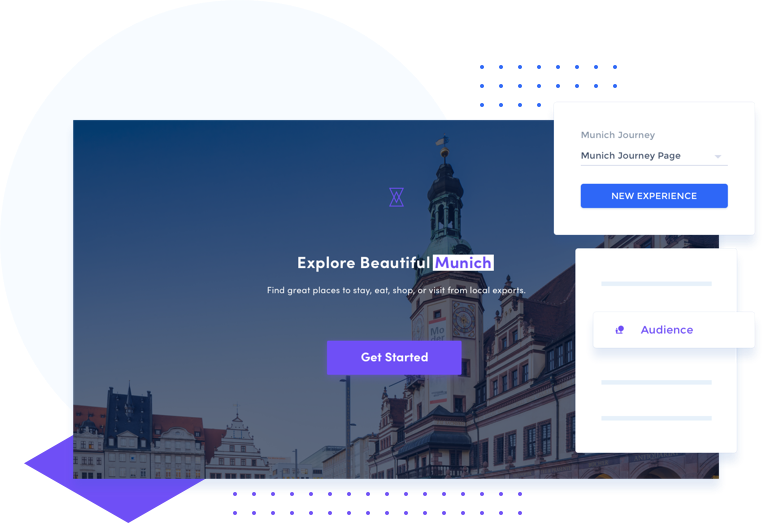 Munich Journey
Munich Journey Page
NEW EXPERIENCE
Explore Beautiful Munich
Find great places to stay, eat, shop, or visit from local exports.
Get Started
Audience